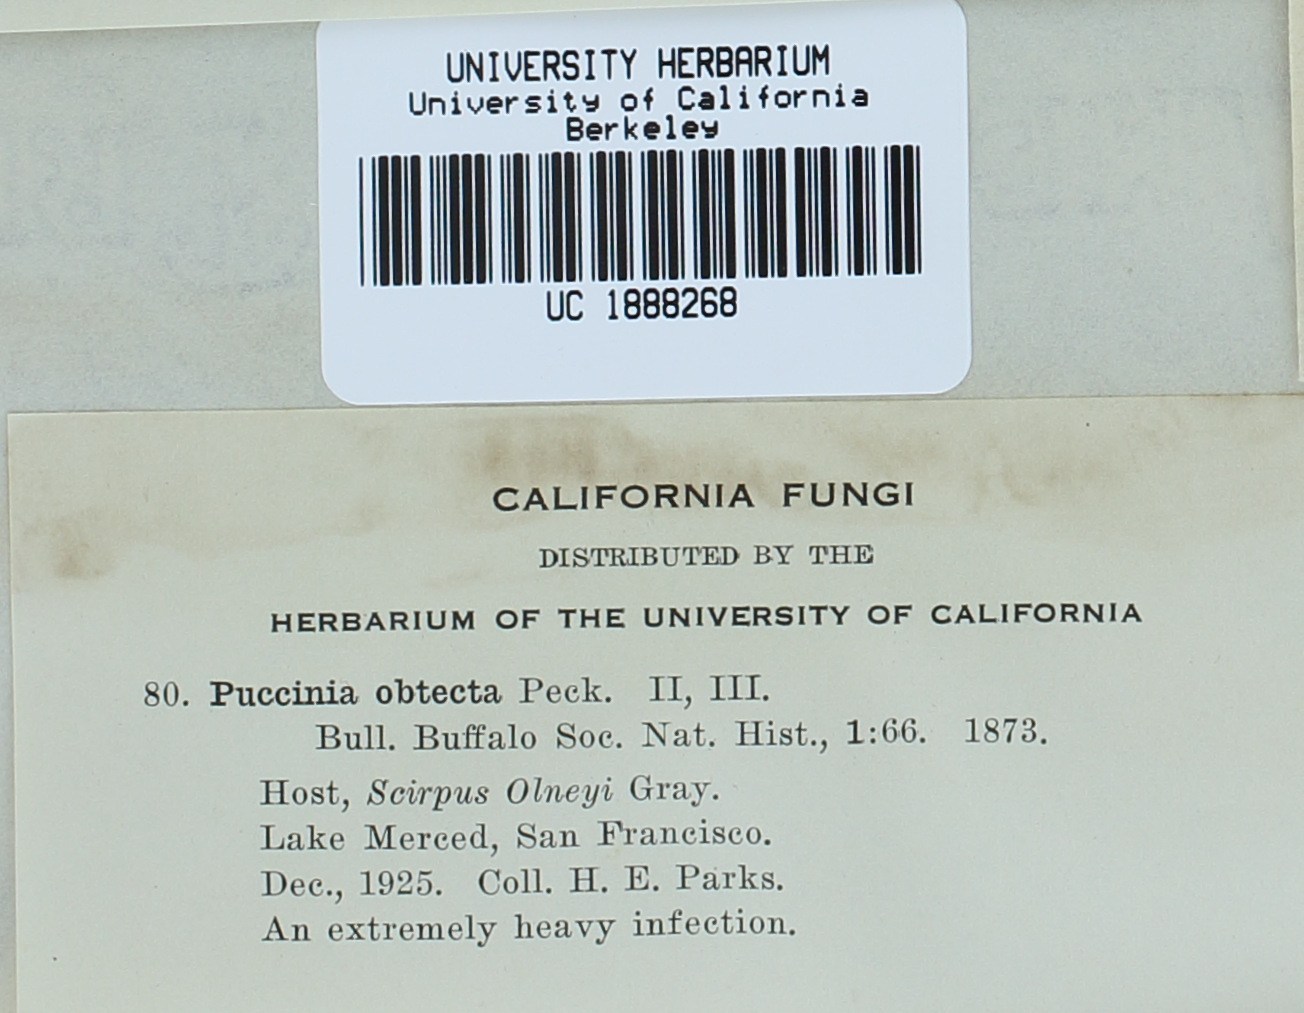 UNIVERSITY HERBARIUM
University of California
Berkeley
UC 1888268
CALIFORNIA FUNGI
DISTRIBUTED BY THE
HERBARIUM OF THE UNIVERSITY OF CALIFORNIA
80. Puccinia obtecta Peck. II, III.
Bull. Buffalo Soc. Nat. Hist., 1:66. 1873.
Host, Scirpus Olneyi Gray.
Lake Merced, San Francisco.
Dec., 1925. Coll. H. E. Parks.
An extremely heavy infection.